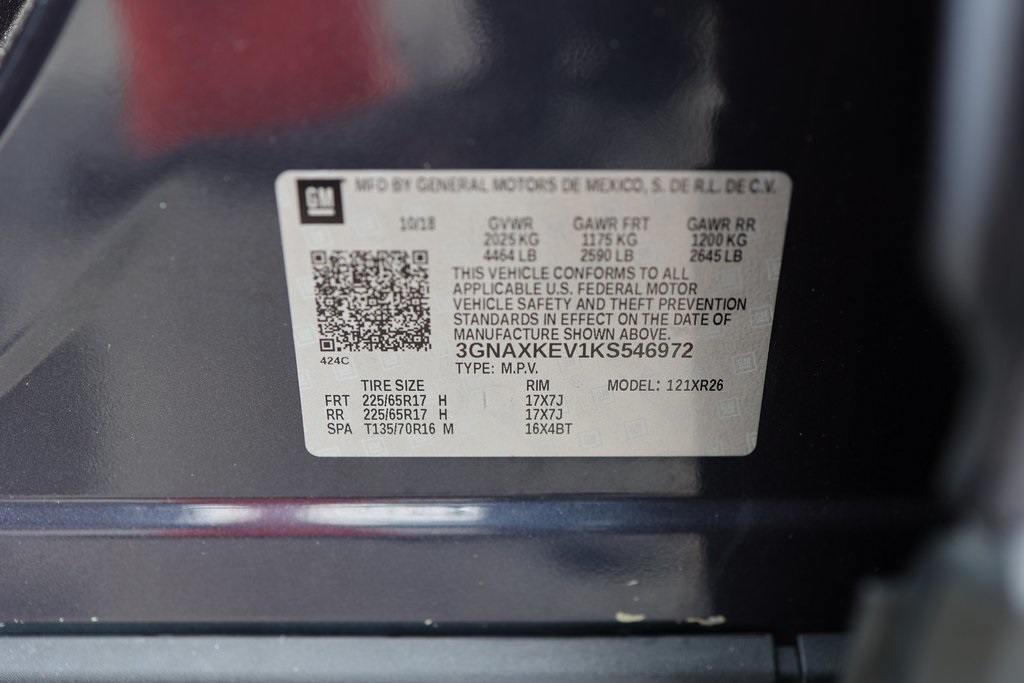 GM MFD BY GENERAL MOTORS DE MEXICO, S. DE R.L. DE C.V.
10/18 GVWR GAWR FRT GAWR RR
2025 KG 1175 KG 1200 KG
4464 LB 2590 LB 2645 LB
THIS VEHICLE CONFORMS TO ALL
APPLICABLE U.S. FEDERAL MOTOR
VEHICLE SAFETY AND THEFT PREVENTION
STANDARDS IN EFFECT ON THE DATE OF
MANUFACTURE SHOWN ABOVE.
424C 3GNAXKEV1KS546972
TYPE: M.P.V.
TIRE SIZE RIM MODEL: 121XR26
FRT 225/65R17 H 17X7J
RR 225/65R17 H 17X7J
SPA T135/70R16 M 16X4BT